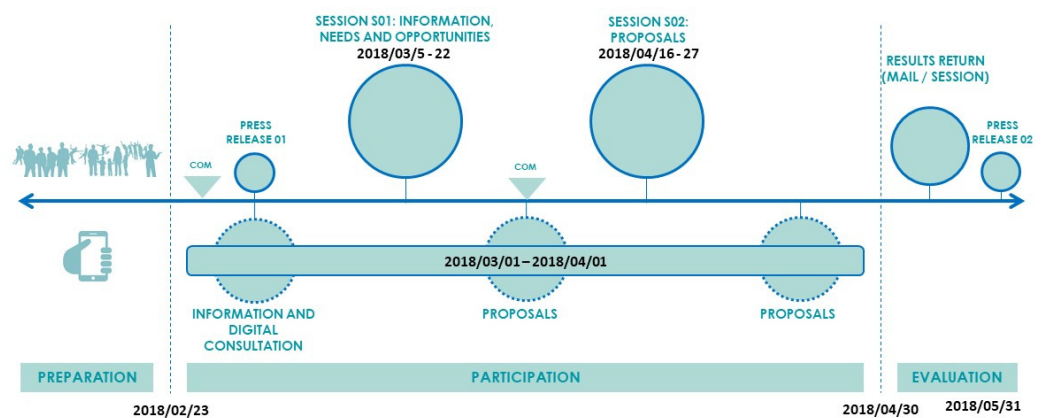 SESSION S01: INFORMATION,
NEEDS AND OPPORTUNITIES
2018/03/5 - 22
SESSION S02:
PROPOSALS
2018/04/16 - 27
RESULTS RETURN
(MAIL / SESSION)
PRESS
RELEASE 01
PRESS
RELEASE 02
COM
COM
2018/03/01 – 2018/04/01
INFORMATION AND
DIGITAL
CONSULTATION
PROPOSALS
PROPOSALS
PREPARATION
PARTICIPATION
EVALUATION
2018/02/23
2018/04/30
2018/05/31